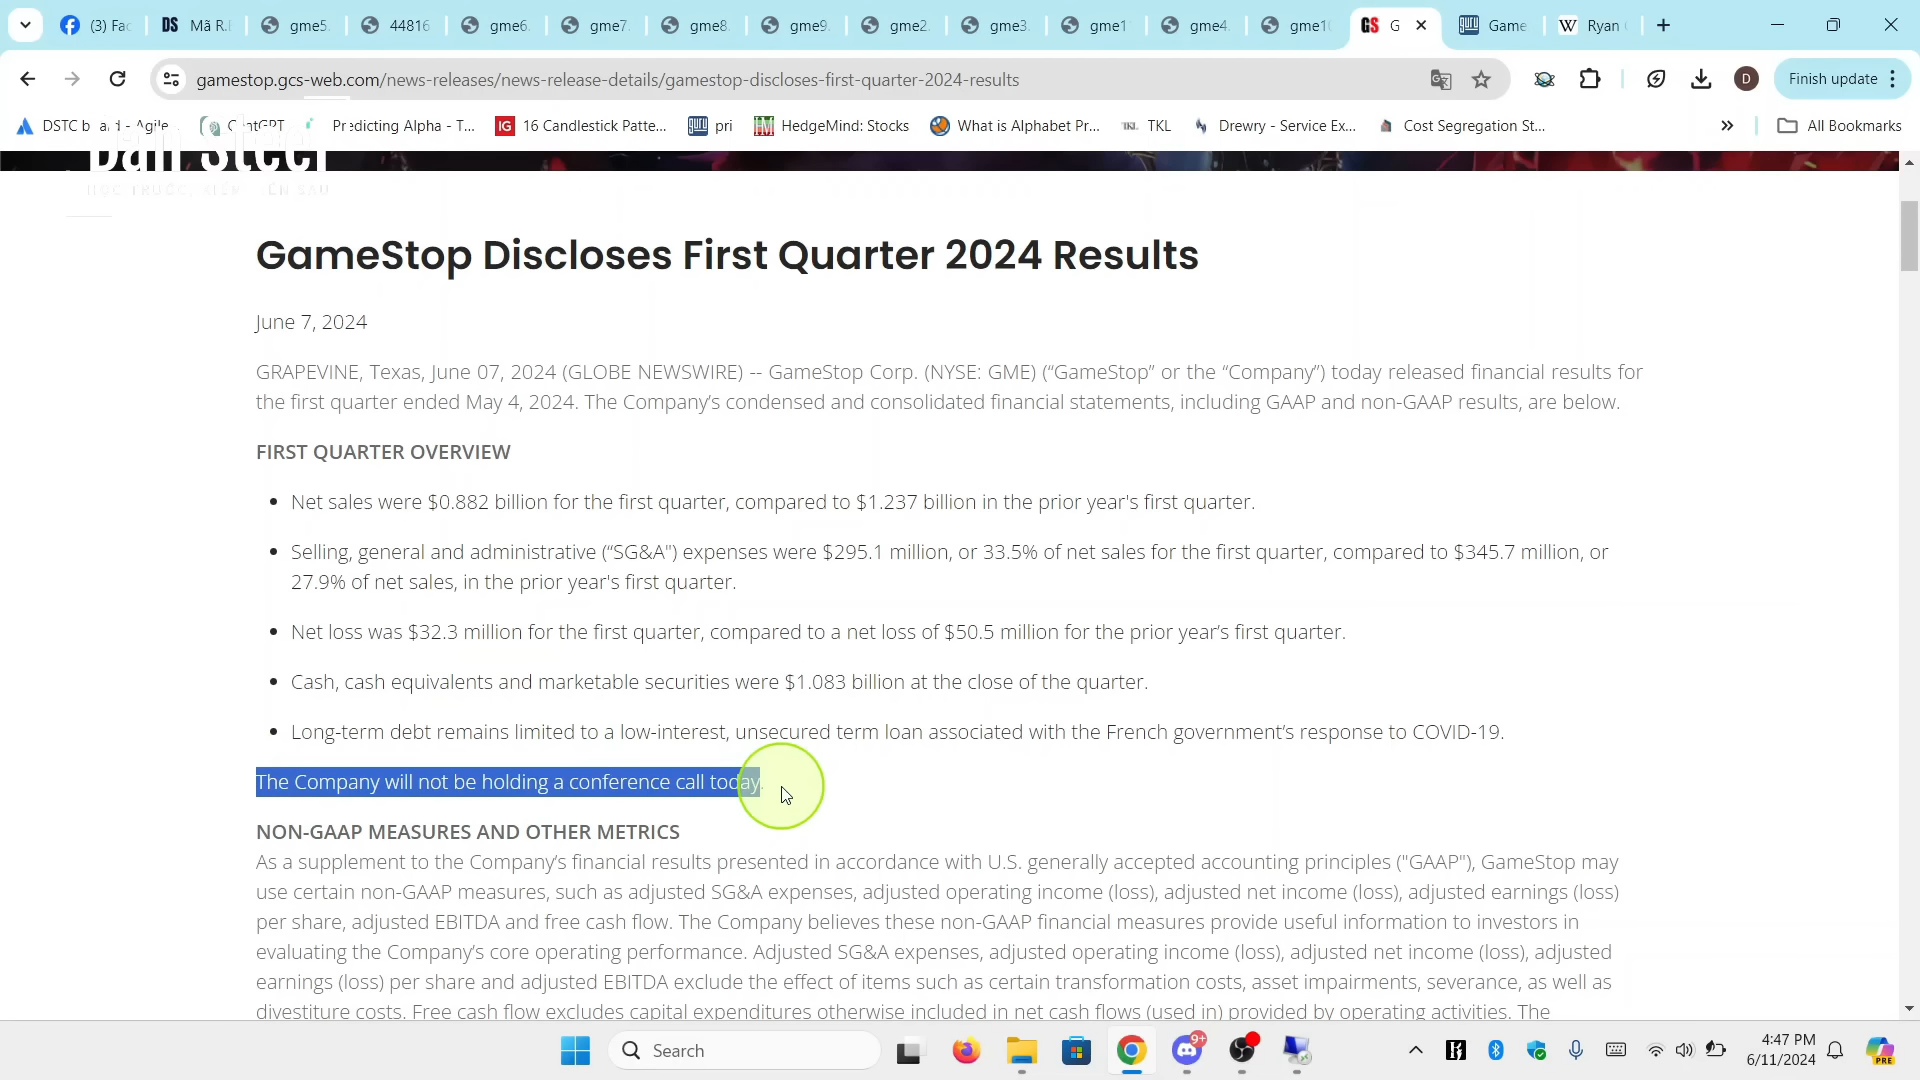 (3) Fac
Mã R.
gme5.
44816
gme6.
gme7.
gme8.
gme9.
gme2.
gme3.
gme1
gme4.
gme1
G
Game
Ryan
gamestop.gcs-web.com/news-releases/news-release-details/gamestop-discloses-first-quarter-2024-results
D
Finish update
16 Candlestick Patte...
pri
HedgeMind: Stocks
What is Alphabet Pr...
TKL
Drewry - Service Ex...
Cost Segregation St...
All Bookmarks
GameStop Discloses First Quarter 2024 Results
June 7, 2024
GRAPEVINE, Texas, June 07, 2024 (GLOBE NEWSWIRE) -- GameStop Corp. (NYSE: GME) (“GameStop” or the “Company”) today released financial results for
the first quarter ended May 4, 2024. The Company’s condensed and consolidated financial statements, including GAAP and non-GAAP results, are below.
FIRST QUARTER OVERVIEW
• Net sales were $0.882 billion for the first quarter, compared to $1.237 billion in the prior year's first quarter.
• Selling, general and administrative (“SG&A") expenses were $295.1 million, or 33.5% of net sales for the first quarter, compared to $345.7 million, or
27.9% of net sales, in the prior year's first quarter.
• Net loss was $32.3 million for the first quarter, compared to a net loss of $50.5 million for the prior year’s first quarter.
• Cash, cash equivalents and marketable securities were $1.083 billion at the close of the quarter.
• Long-term debt remains limited to a low-interest, unsecured term loan associated with the French government’s response to COVID-19.
The Company will not be holding a conference call today.
NON-GAAP MEASURES AND OTHER METRICS
As a supplement to the Company’s financial results presented in accordance with U.S. generally accepted accounting principles ("GAAP"), GameStop may
use certain non-GAAP measures, such as adjusted SG&A expenses, adjusted operating income (loss), adjusted net income (loss), adjusted earnings (loss)
per share, adjusted EBITDA and free cash flow. The Company believes these non-GAAP financial measures provide useful information to investors in
evaluating the Company’s core operating performance. Adjusted SG&A expenses, adjusted operating income (loss), adjusted net income (loss), adjusted
earnings (loss) per share and adjusted EBITDA exclude the effect of items such as certain transformation costs, asset impairments, severance, as well as
divestiture costs. Free cash flow excludes capital expenditures otherwise included in net cash flows (used in) provided by operating activities. The
Search
9+
4:47 PM
6/11/2024